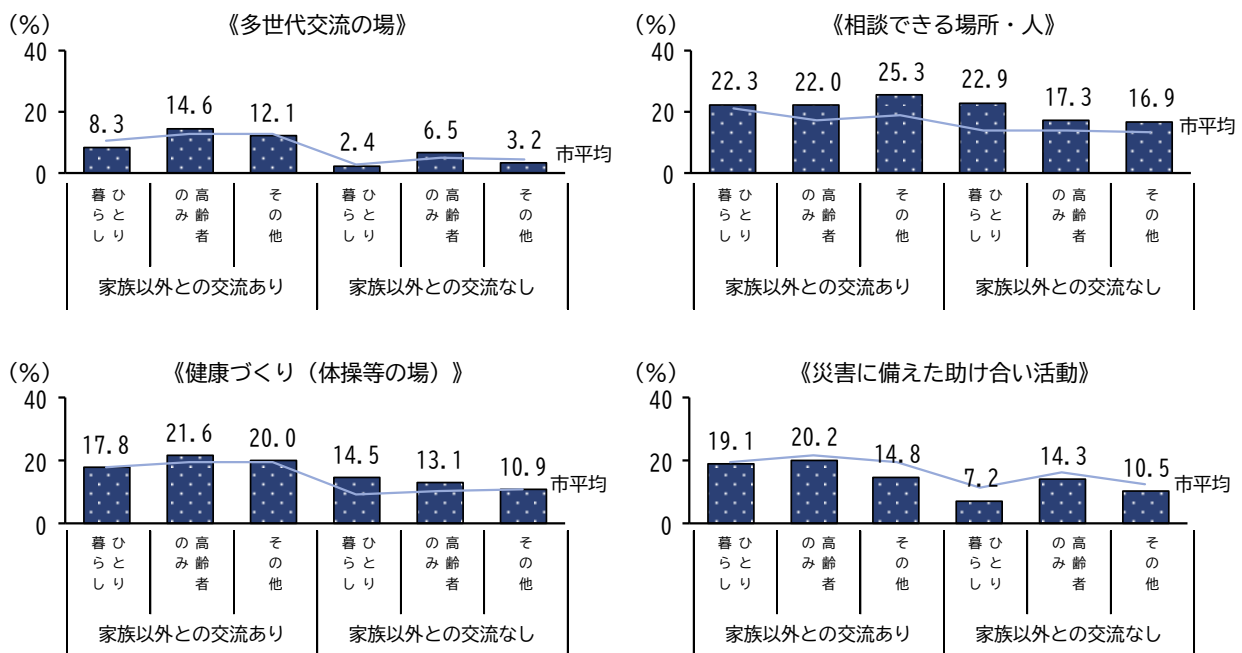 (%)
《多世代交流の場》
40
20
0
8.3
14.6
12.1
2.4
6.5
3.2
市平均
ひとり
暮らし
高齢者
のみ
その他
ひとり
暮らし
高齢者
のみ
その他
家族以外との交流あり
家族以外との交流なし
(%)
《相談できる場所・人》
40
20
0
22.3
22.0
25.3
22.9
17.3
16.9
市平均
ひとり
暮らし
高齢者
のみ
その他
ひとり
暮らし
高齢者
のみ
その他
家族以外との交流あり
家族以外との交流なし
(%)
《健康づくり（体操等の場）》
40
20
0
17.8
21.6
20.0
14.5
13.1
10.9
市平均
ひとり
暮らし
高齢者
のみ
その他
ひとり
暮らし
高齢者
のみ
その他
家族以外との交流あり
家族以外との交流なし
(%)
《災害に備えた助け合い活動》
40
20
0
19.1
20.2
14.8
7.2
14.3
10.5
市平均
ひとり
暮らし
高齢者
のみ
その他
ひとり
暮らし
高齢者
のみ
その他
家族以外との交流あり
家族以外との交流なし